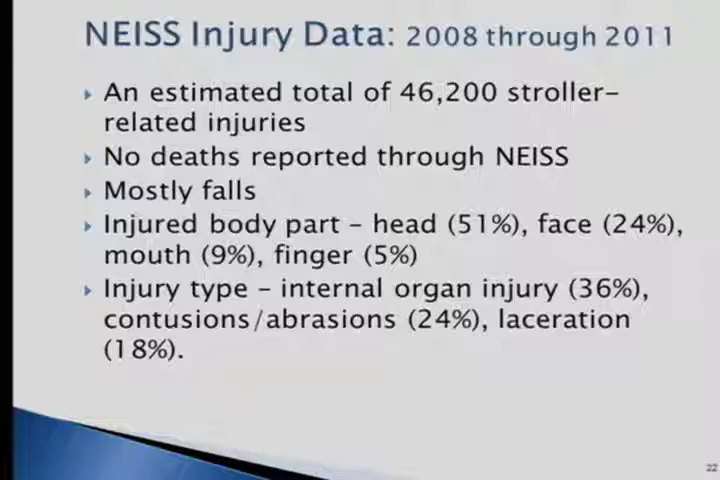 NEISS Injury Data: 2008 through 2011
An estimated total of 46,200 stroller-
related injuries
No deaths reported through NEISS
Mostly falls
Injured body part – head (51%), face (24%),
mouth (9%), finger (5%)
Injury type – internal organ injury (36%),
contusions/abrasions (24%), laceration
(18%).
22